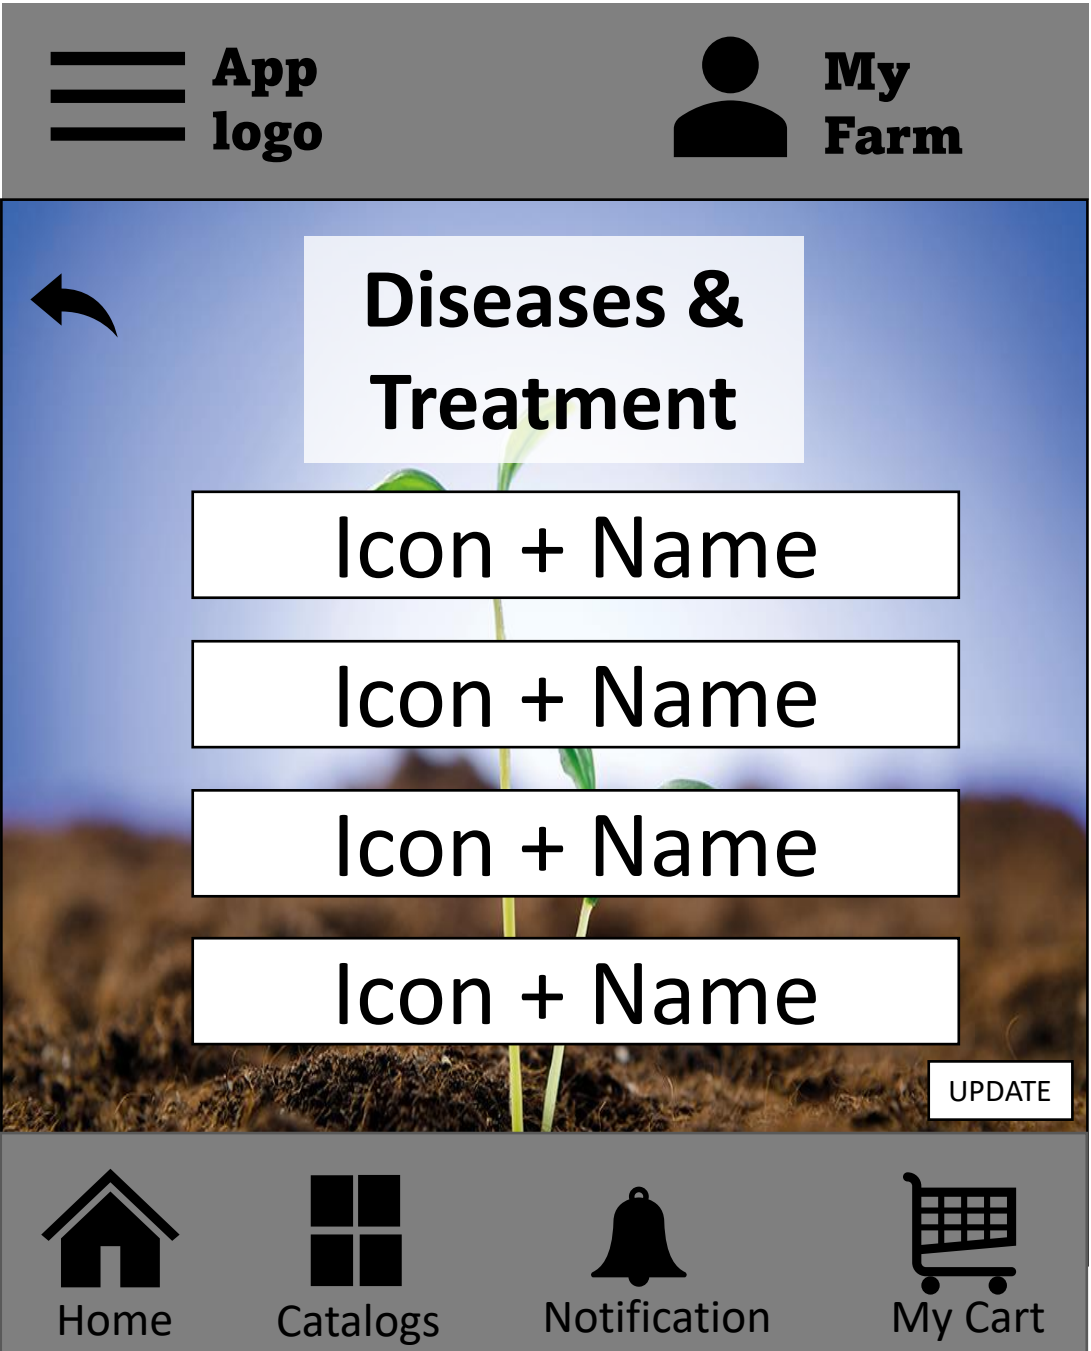 App
logo
My
Farm
Diseases &
Treatment
Icon + Name
Icon + Name
Icon + Name
Icon + Name
UPDATE
Home
Catalogs
Notification
My Cart